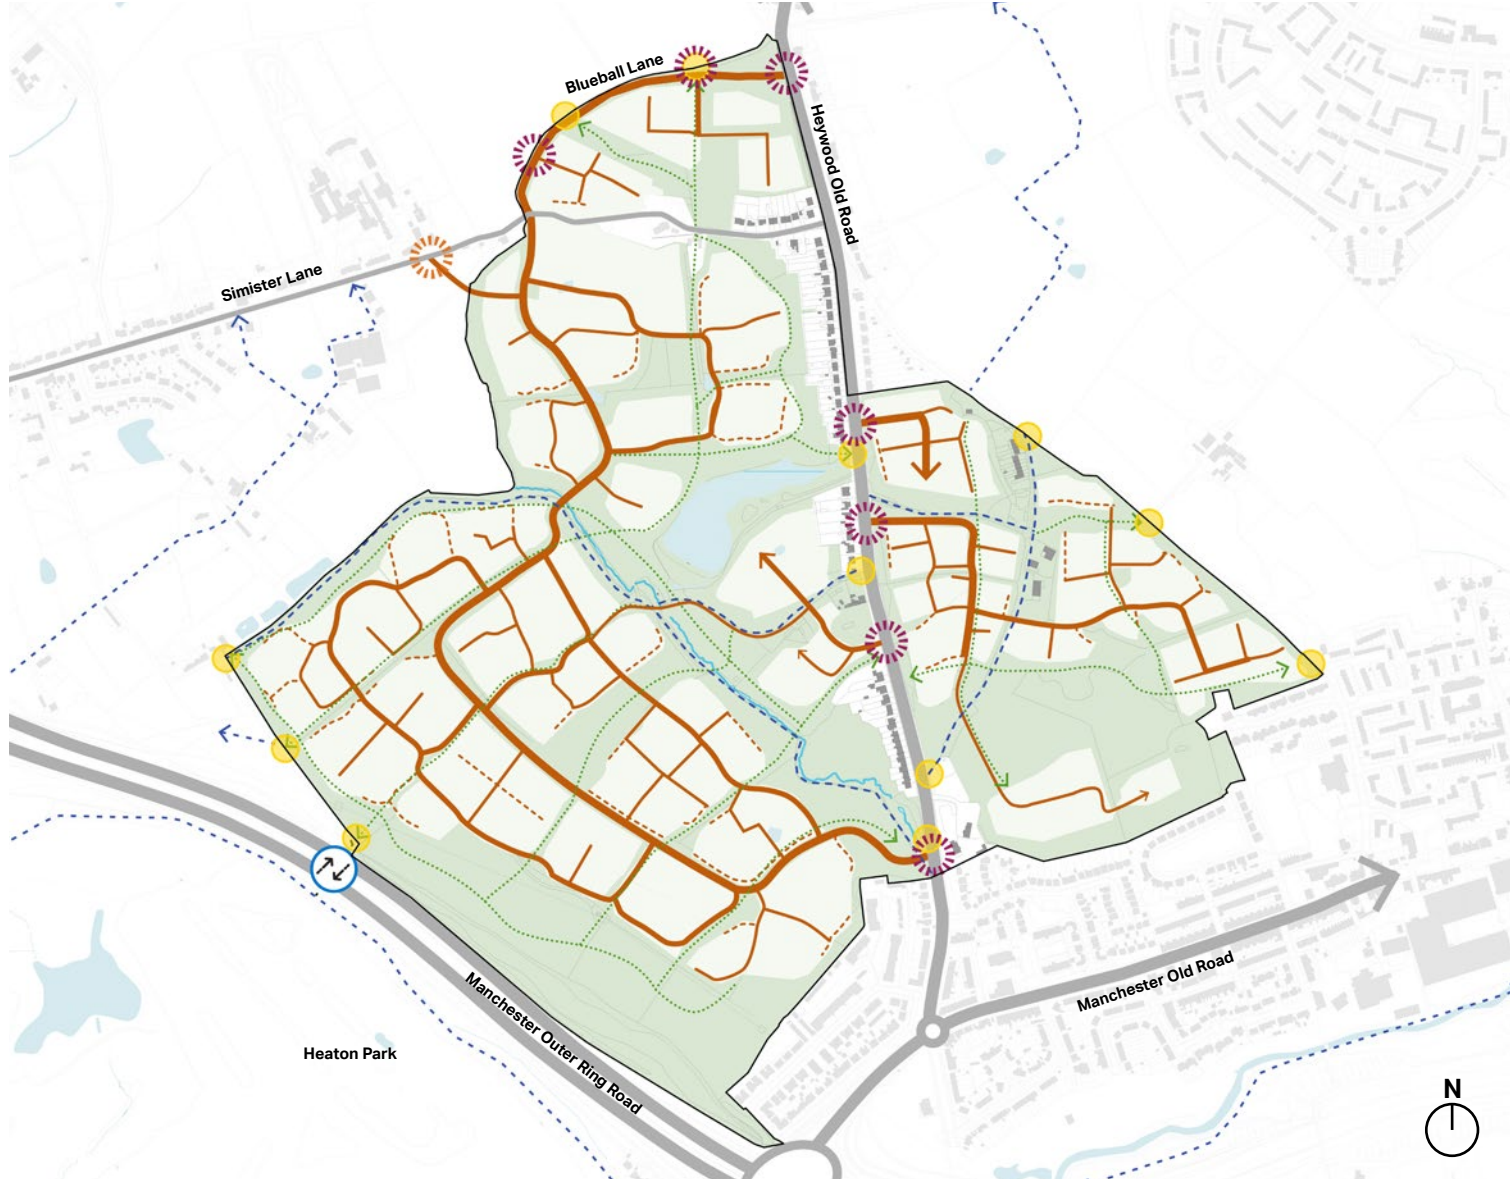 Blueball Lane
Heywood Old Road
Simister Lane
Manchester Old Road
Manchester Outer Ring Road
Heaton Park
N